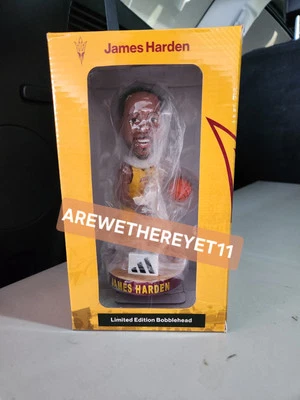 James Harden
AREWETHEREYET11
JAMES HARDEN
Limited Edition Bobblehead